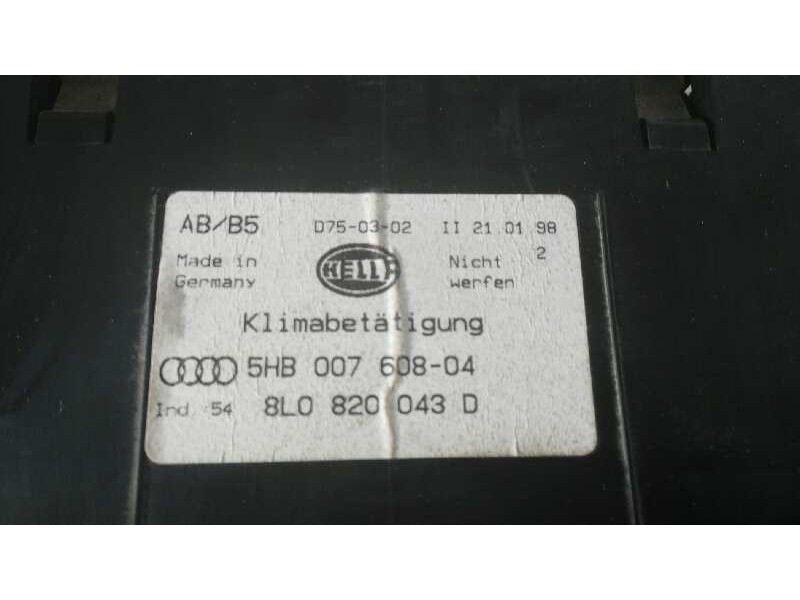 AB/B5 D75-03-02 II 21 01 98
2
Made in Germany
HELLA
Nicht werfen
Klimabetätigung
5HB 007 608-04
Ind. 54 8L0 820 043 D